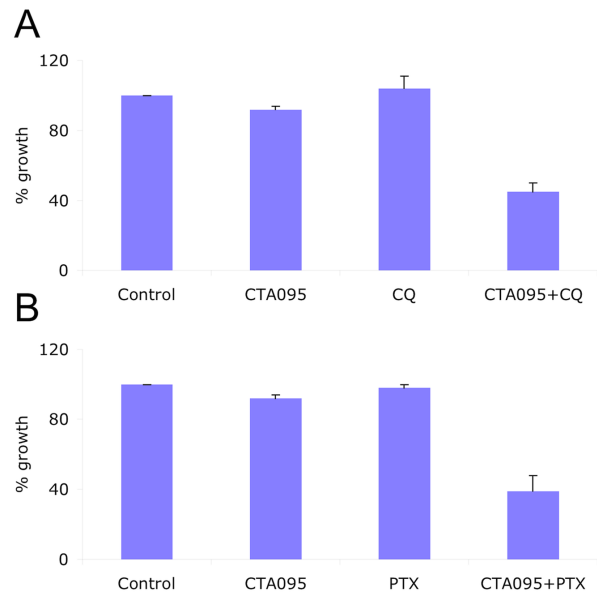 A
120
80
40
0
% growth
Control CTA095 CQ CTA095+CQ
B
120
80
40
0
% growth
Control CTA095 PTX CTA095+PTX